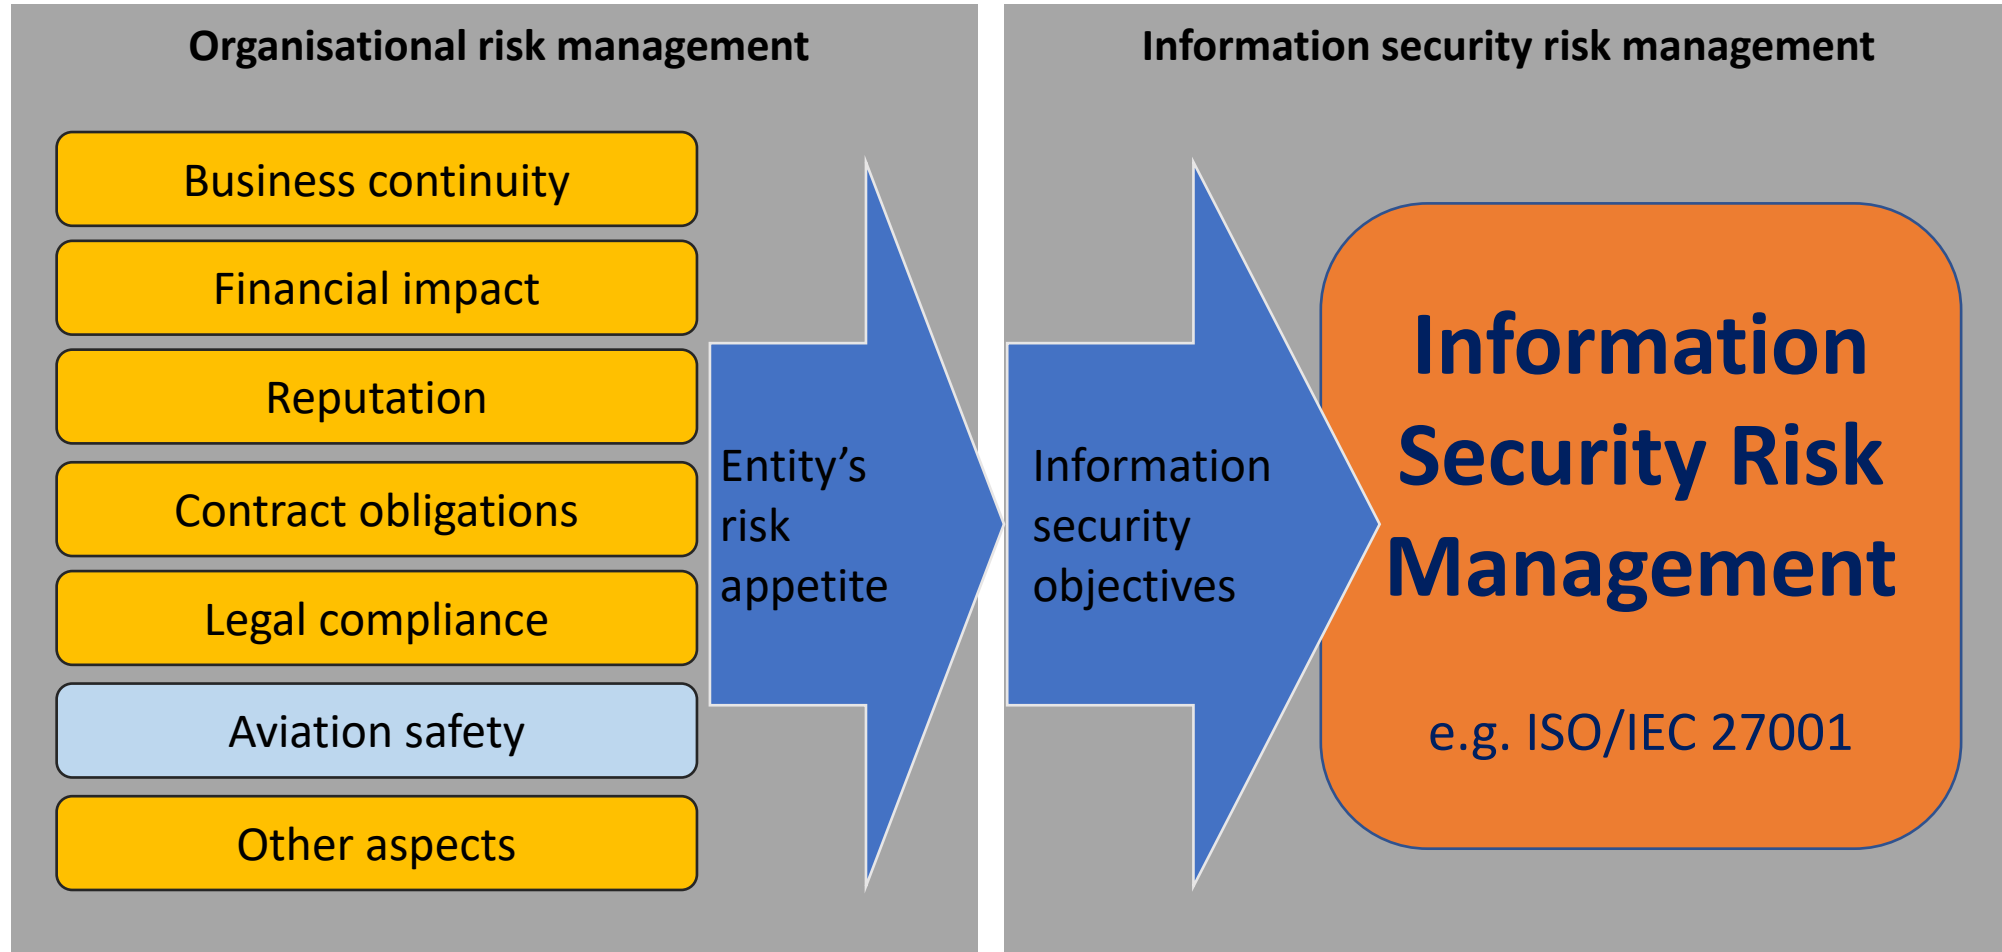 Organisational risk management
Business continuity
Financial impact
Reputation
Contract obligations
Legal compliance
Aviation safety
Other aspects
Entity’s
risk
appetite
Information security risk management
Information
security
objectives
Information
Security Risk
Management
e.g. ISO/IEC 27001